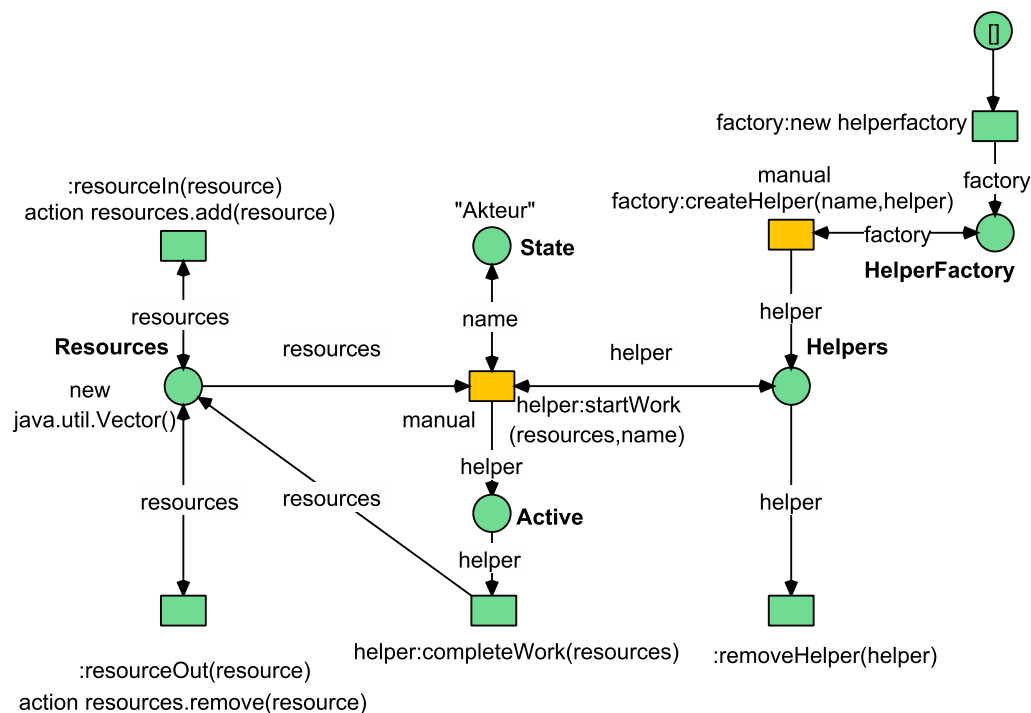 []
factory:new helperfactory
factory
manual
factory:createHelper(name,helper)
factory
HelperFactory
:resourceIn(resource)
action resources.add(resource)
"Akteur"
State
resources
name
helper
Resources
resources
helper
Helpers
new
java.util.Vector()
manual
helper:startWork
(resources,name)
helper
resources
resources
helper
Active
helper
helper:completeWork(resources)
:removeHelper(helper)
:resourceOut(resource)
action resources.remove(resource)